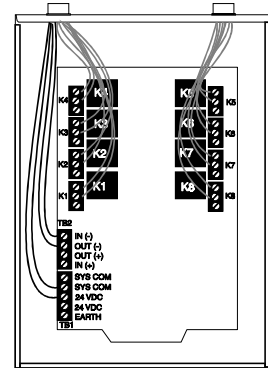 K4
K4
K3
K3
K2
K2
K1
K1
K5
K5
K6
K7
K7
K8
K8
TB2
IN (-)
OUT (-)
OUT (+)
IN (+)
SYS COM
SYS COM
24 VDC
24 VDC
EARTH
TB1